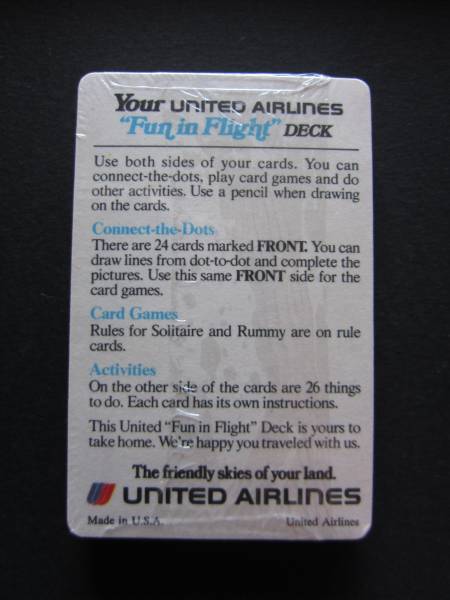 Your UNITED AIRLINES
"Fun in Flight" DECK
Use both sides of your cards. You can
connect-the-dots, play card games and do
other activities. Use a pencil when drawing
on the cards.
Connect-the-Dots
There are 24 cards marked FRONT. You can
draw lines from dot-to-dot and complete the
pictures. Use this same FRONT side for the
card games.
Card Games
Rules for Solitaire and Rummy are on rule
cards.
Activities
On the other side of the cards are 26 things
to do. Each card has its own instructions.
This United "Fun in Flight" Deck is yours to
take home. We're happy you traveled with us.
The friendly skies of your land.
UNITED AIRLINES
Made in U.S.A. United Airlines